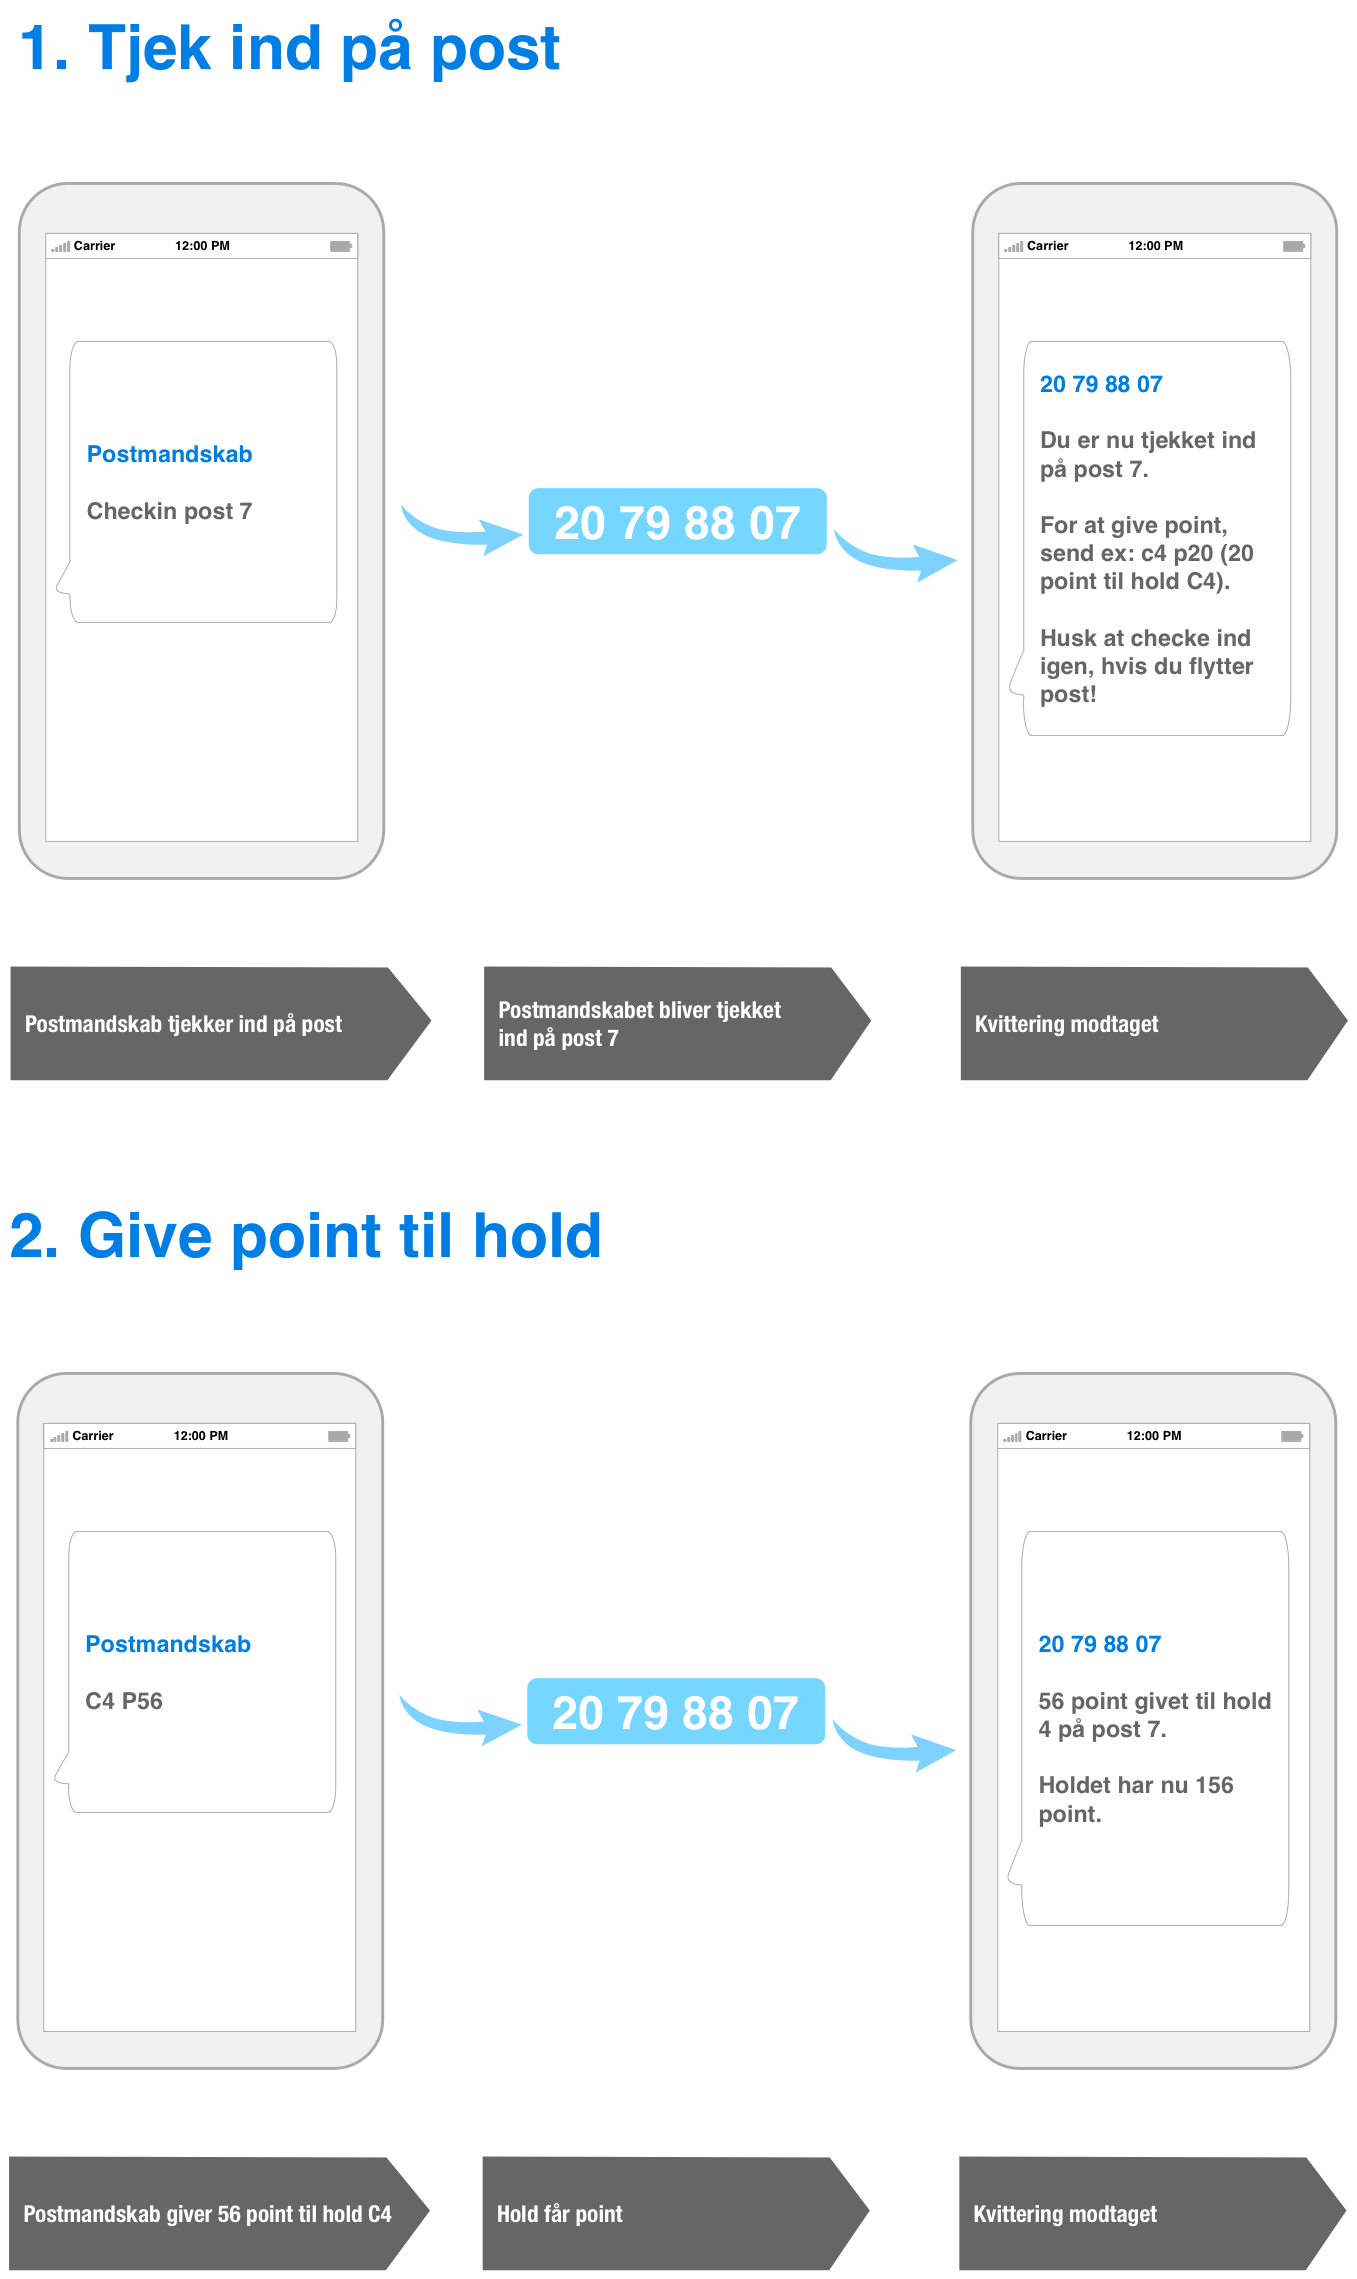 1. Tjek ind på post
Carrier 12:00 PM
Postmandskab
Checkin post 7
20 79 88 07
Carrier 12:00 PM
20 79 88 07
Du er nu tjekket ind
på post 7.
For at give point,
send ex: c4 p20 (20
point til hold C4).
Husk at checke ind
igen, hvis du flytter
post!
Postmandskab tjekker ind på post
Postmandskabet bliver tjekket
ind på post 7
Kvittering modtaget
2. Give point til hold
Carrier 12:00 PM
Postmandskab
C4 P56
20 79 88 07
Carrier 12:00 PM
20 79 88 07
56 point givet til hold
4 på post 7.
Holdet har nu 156
point.
Postmandskab giver 56 point til hold C4
Hold får point
Kvittering modtaget